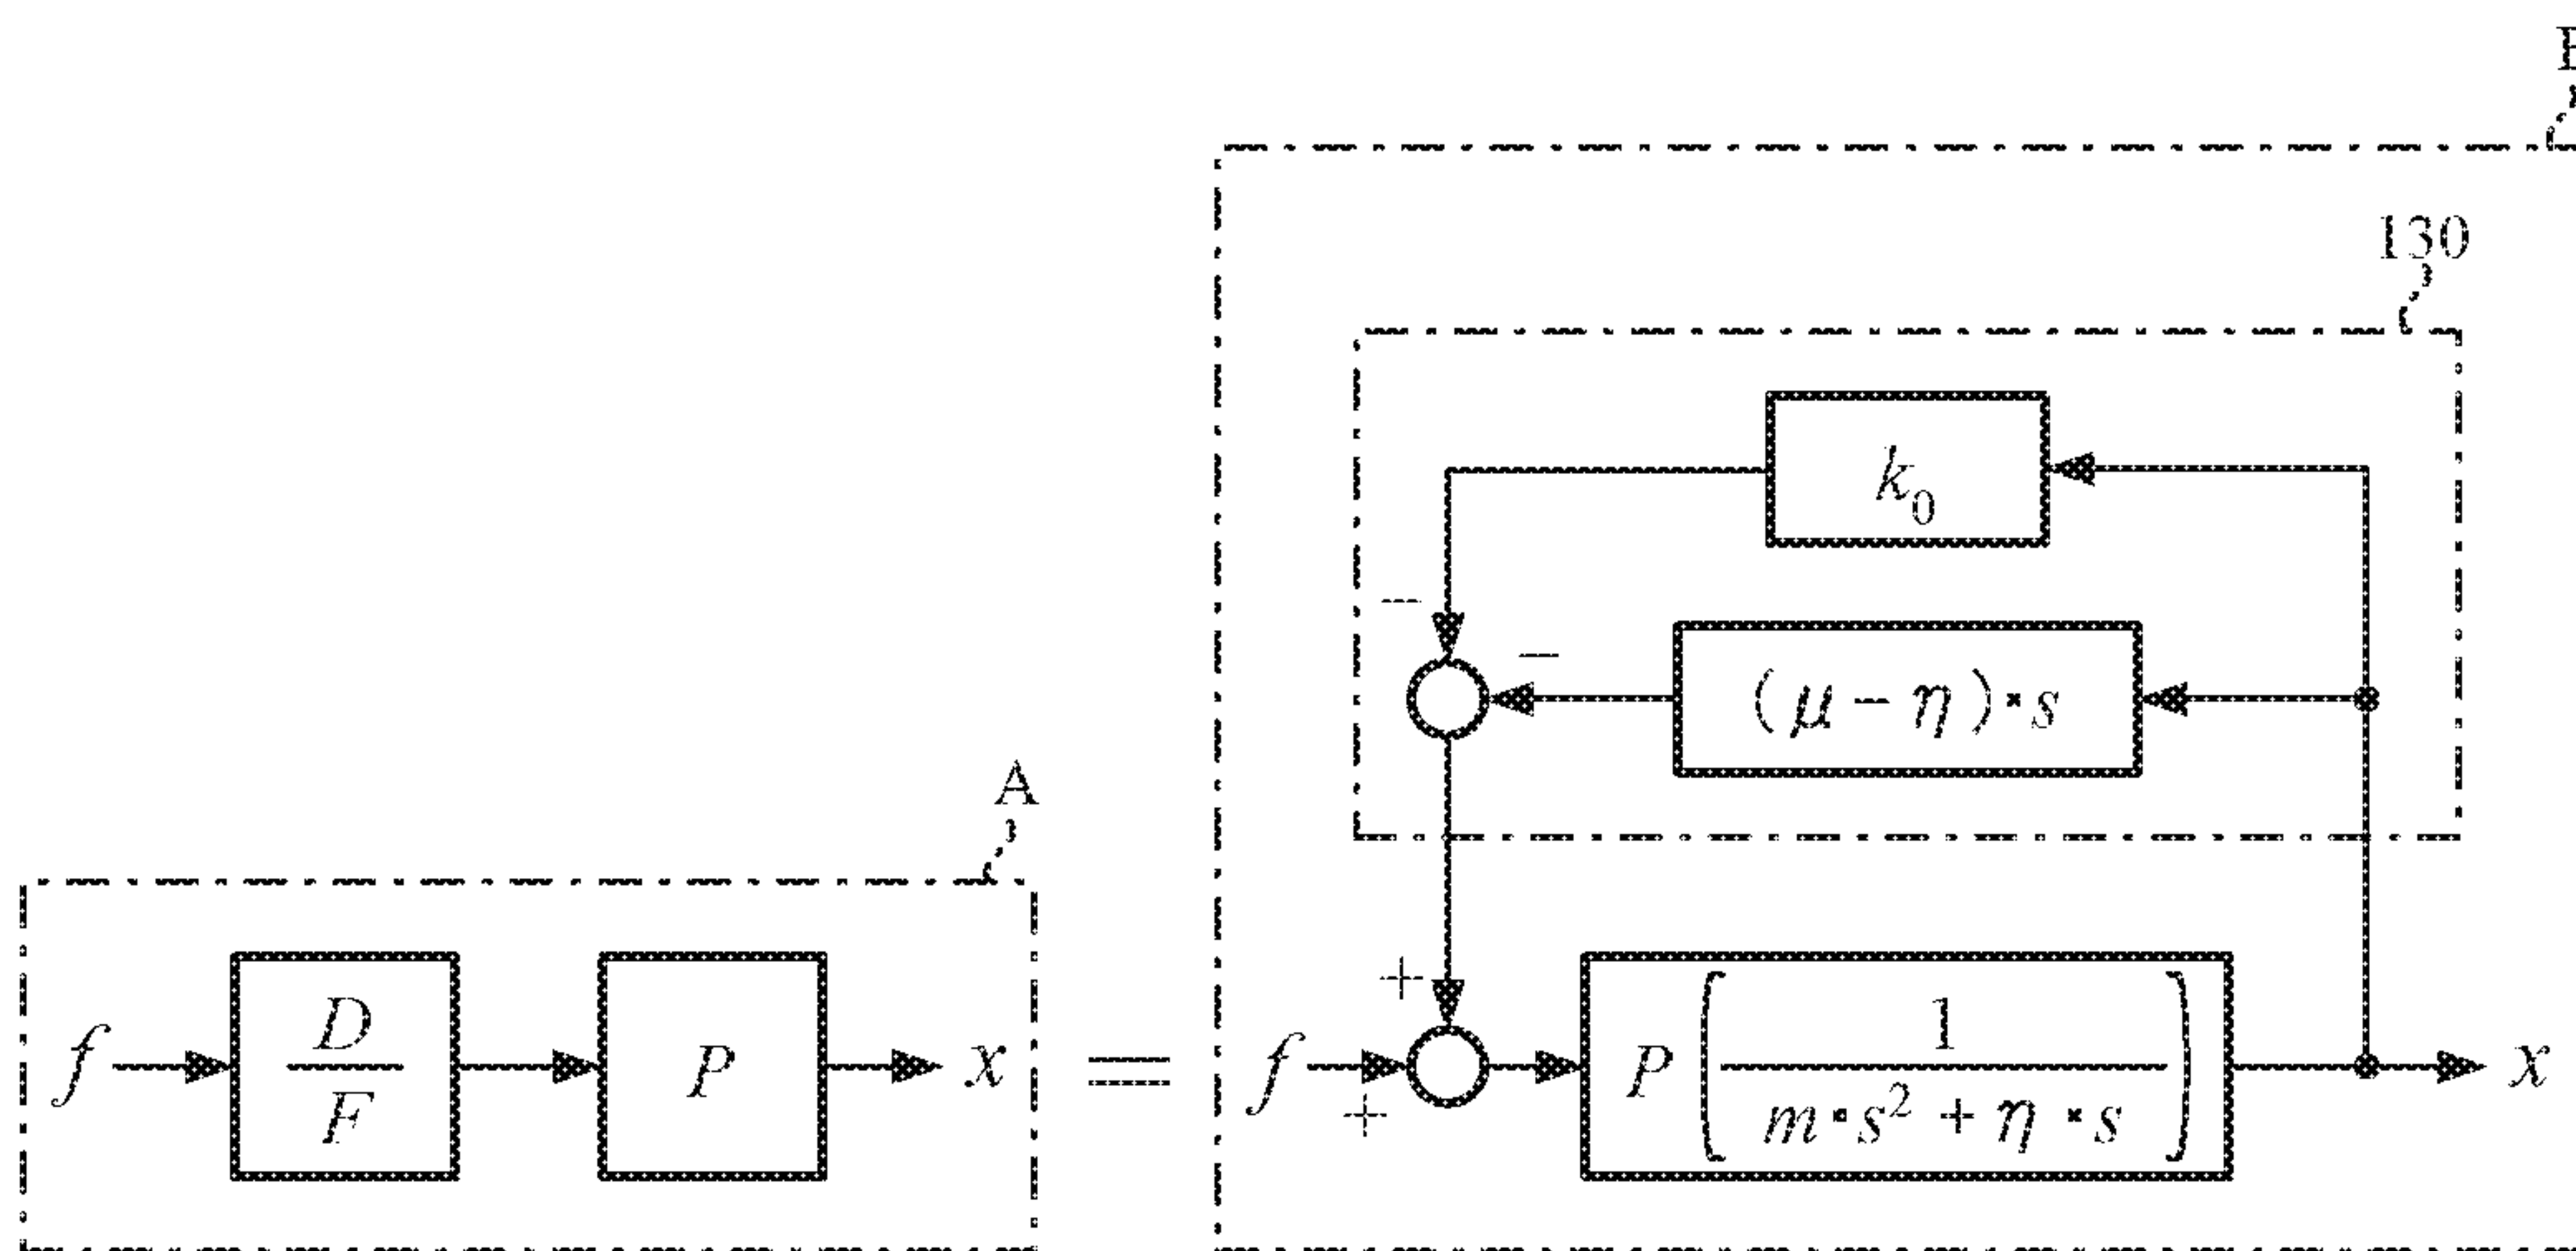 130
k₀
−
−
(μ − η)·s
A
f
D
F
P
x
=
f
+
+
P(1 / (m·s² + η·s))
x